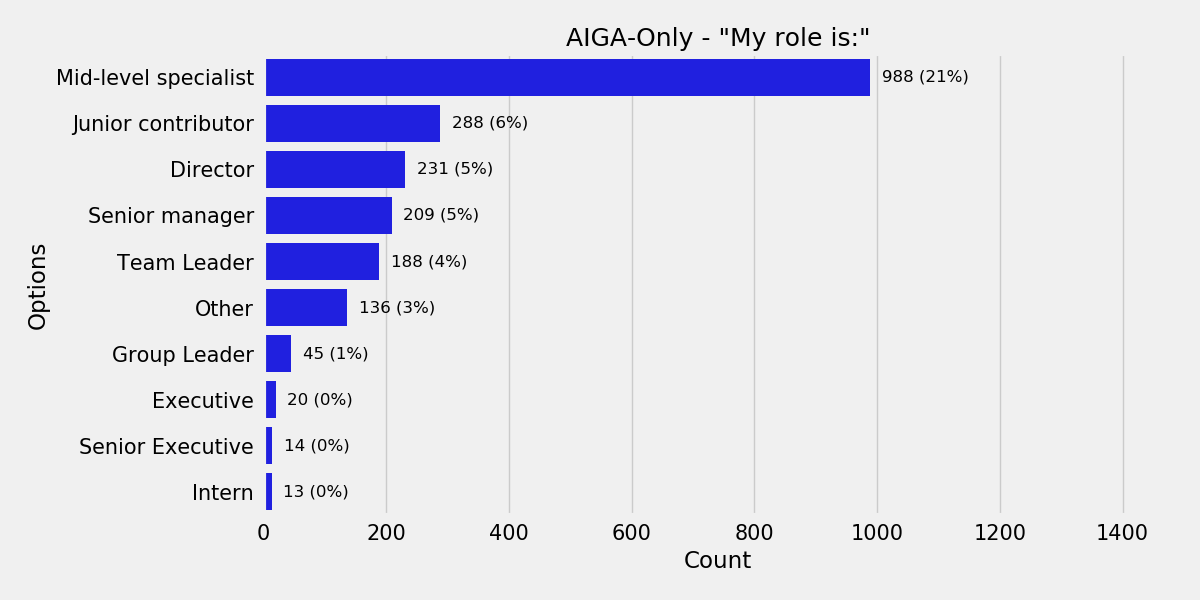 AIGA-Only - "My role is:"
Mid-level specialist 988 (21%)
Junior contributor 288 (6%)
Director 231 (5%)
Senior manager 209 (5%)
Team Leader 188 (4%)
Other 136 (3%)
Group Leader 45 (1%)
Executive 20 (0%)
Senior Executive 14 (0%)
Intern 13 (0%)
Options
0 200 400 600 800 1000 1200 1400
Count